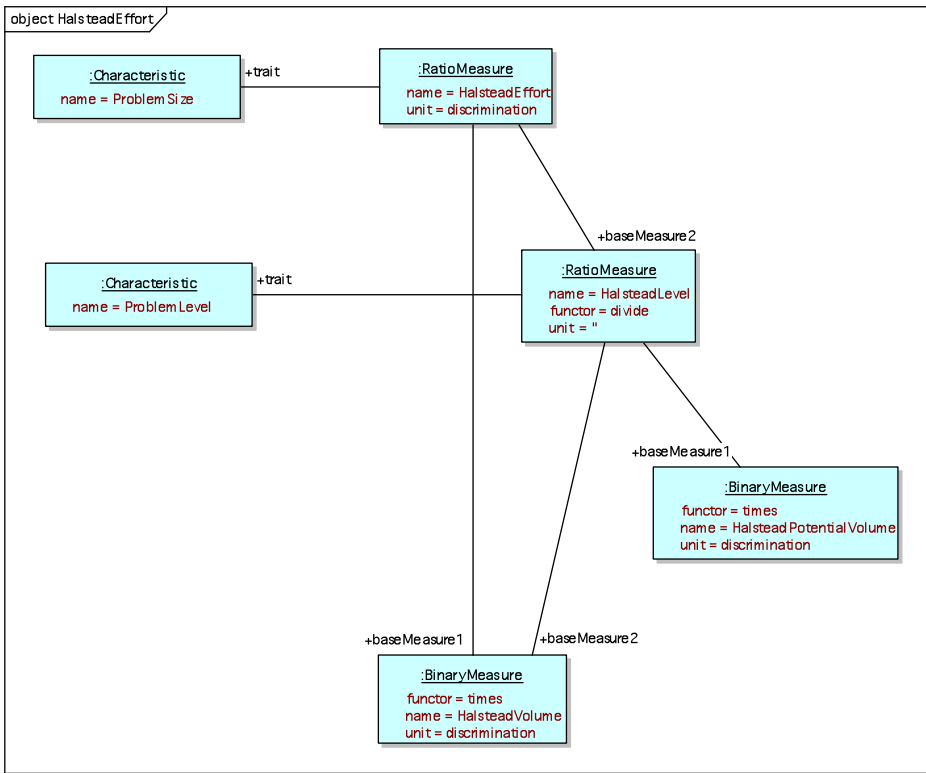 object HalsteadEffort
:Characteristic
name = ProblemSize
+trait
:RatioMeasure
name = HalsteadEffort
unit = discrimination
+baseMeasure2
:Characteristic
name = ProblemLevel
+trait
:RatioMeasure
name = HalsteadLevel
functor = divide
unit = ''
+baseMeasure1
:BinaryMeasure
functor = times
name = HalsteadPotentialVolume
unit = discrimination
+baseMeasure1
+baseMeasure2
:BinaryMeasure
functor = times
name = HalsteadVolume
unit = discrimination